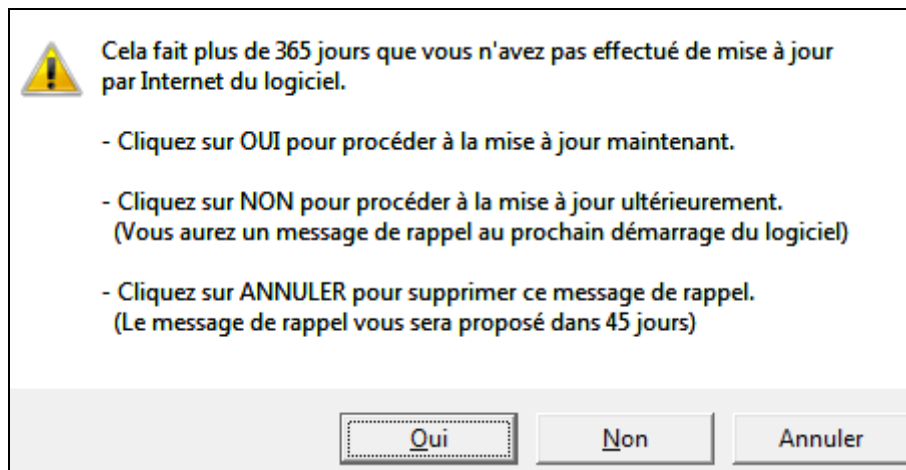 Cela fait plus de 365 jours que vous n'avez pas effectué de mise à jour
par Internet du logiciel.
- Cliquez sur OUI pour procéder à la mise à jour maintenant.
- Cliquez sur NON pour procéder à la mise à jour ultérieurement.
(Vous aurez un message de rappel au prochain démarrage du logiciel)
- Cliquez sur ANNULER pour supprimer ce message de rappel.
(Le message de rappel vous sera proposé dans 45 jours)
Oui
Non
Annuler